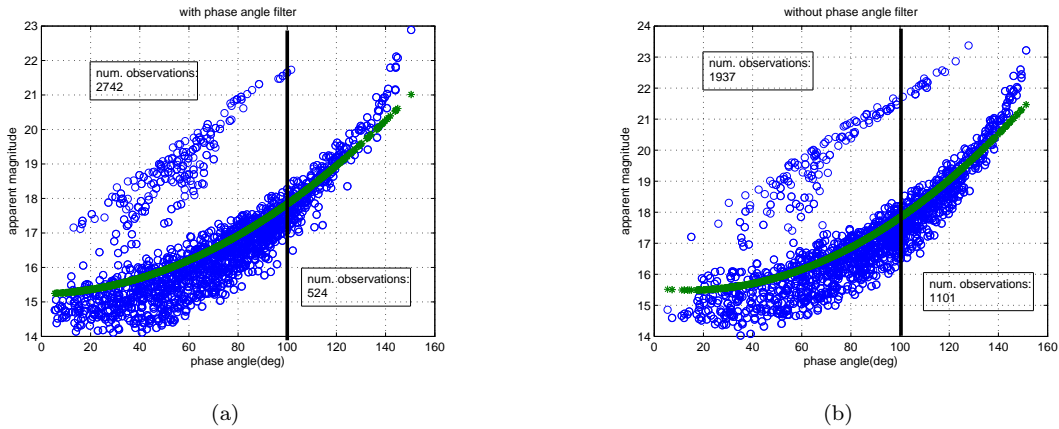 with phase angle filter
23
22
21
20
19
18
17
16
15
14
apparent magnitude
num. observations:
2742
num. observations:
524
0 20 40 60 80 100 120 140 160
phase angle(deg)
(a)
without phase angle filter
24
23
22
21
20
19
18
17
16
15
14
apparent magnitude
num. observations:
1937
num. observations:
1101
0 20 40 60 80 100 120 140 160
phase angle(deg)
(b)